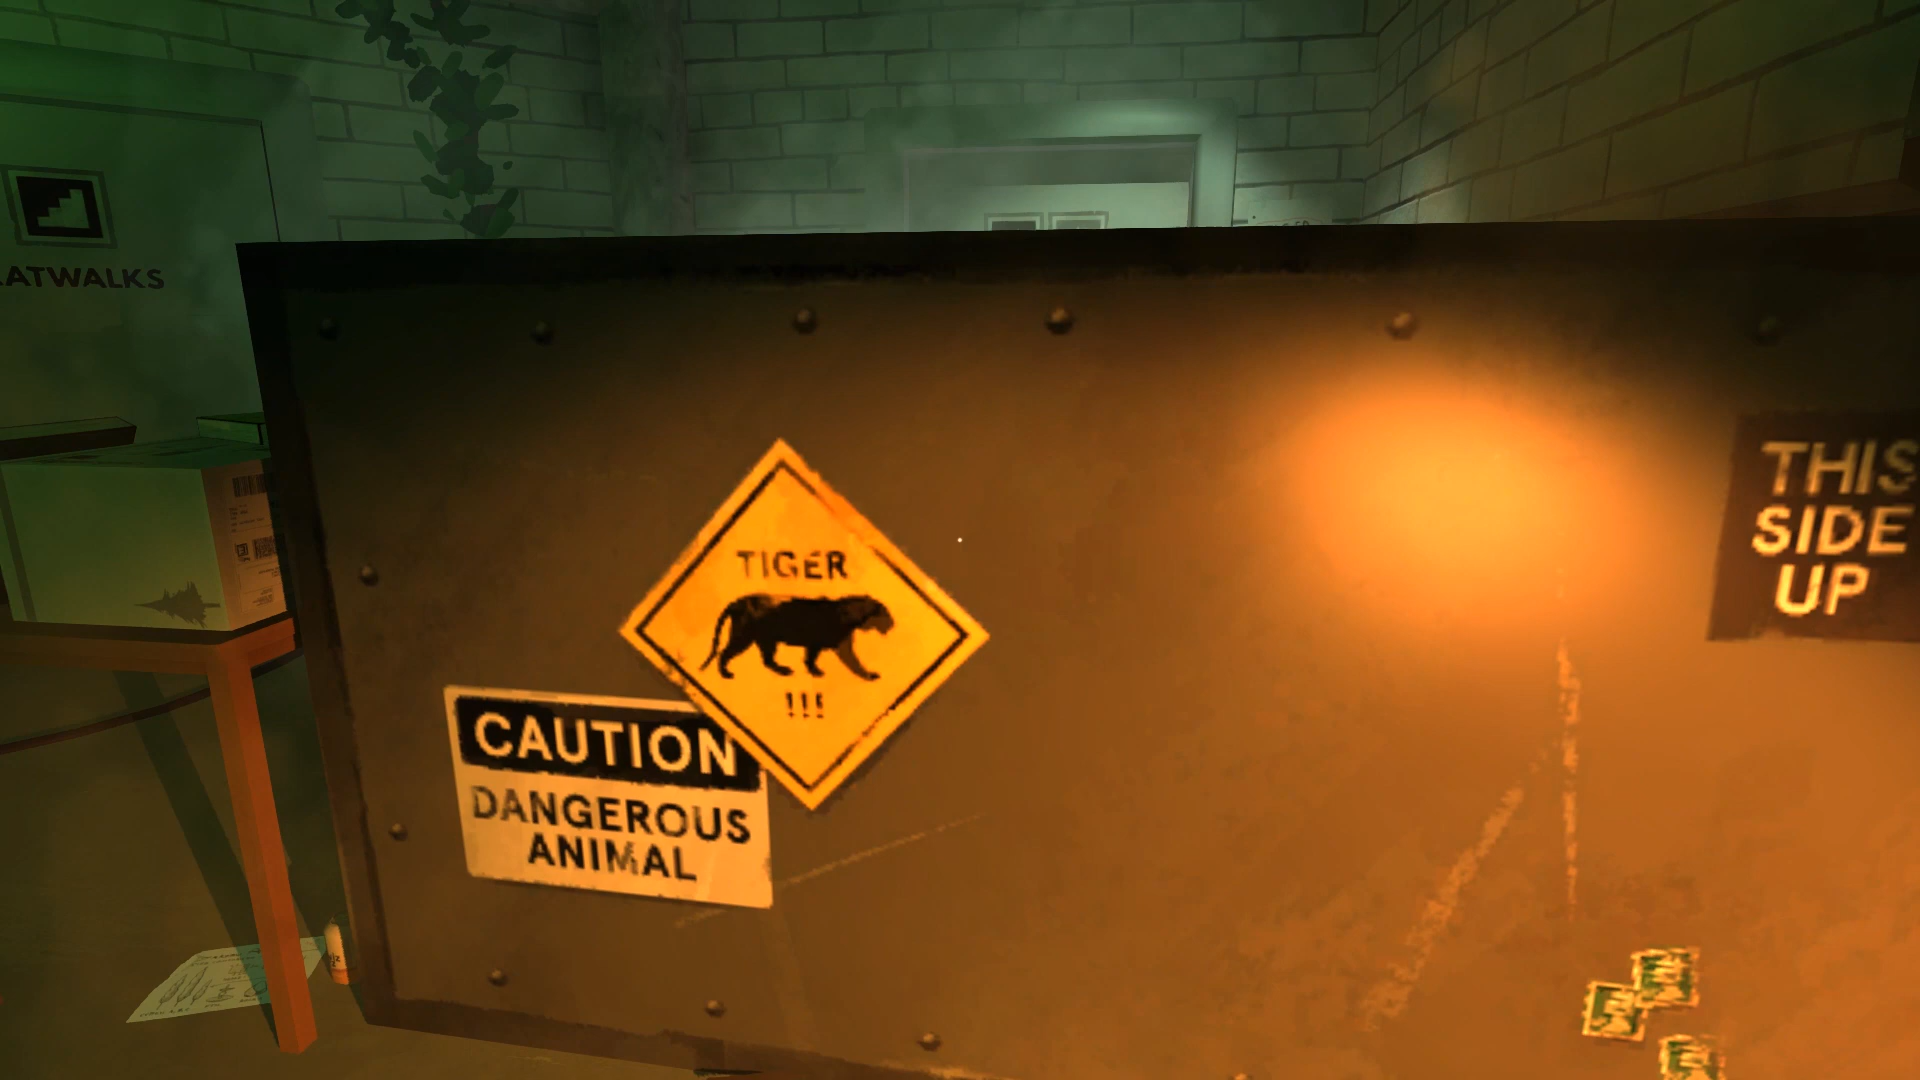 ATWALKS
TIGER
!!!
CAUTION
DANGEROUS
ANIMAL
THIS
SIDE
UP